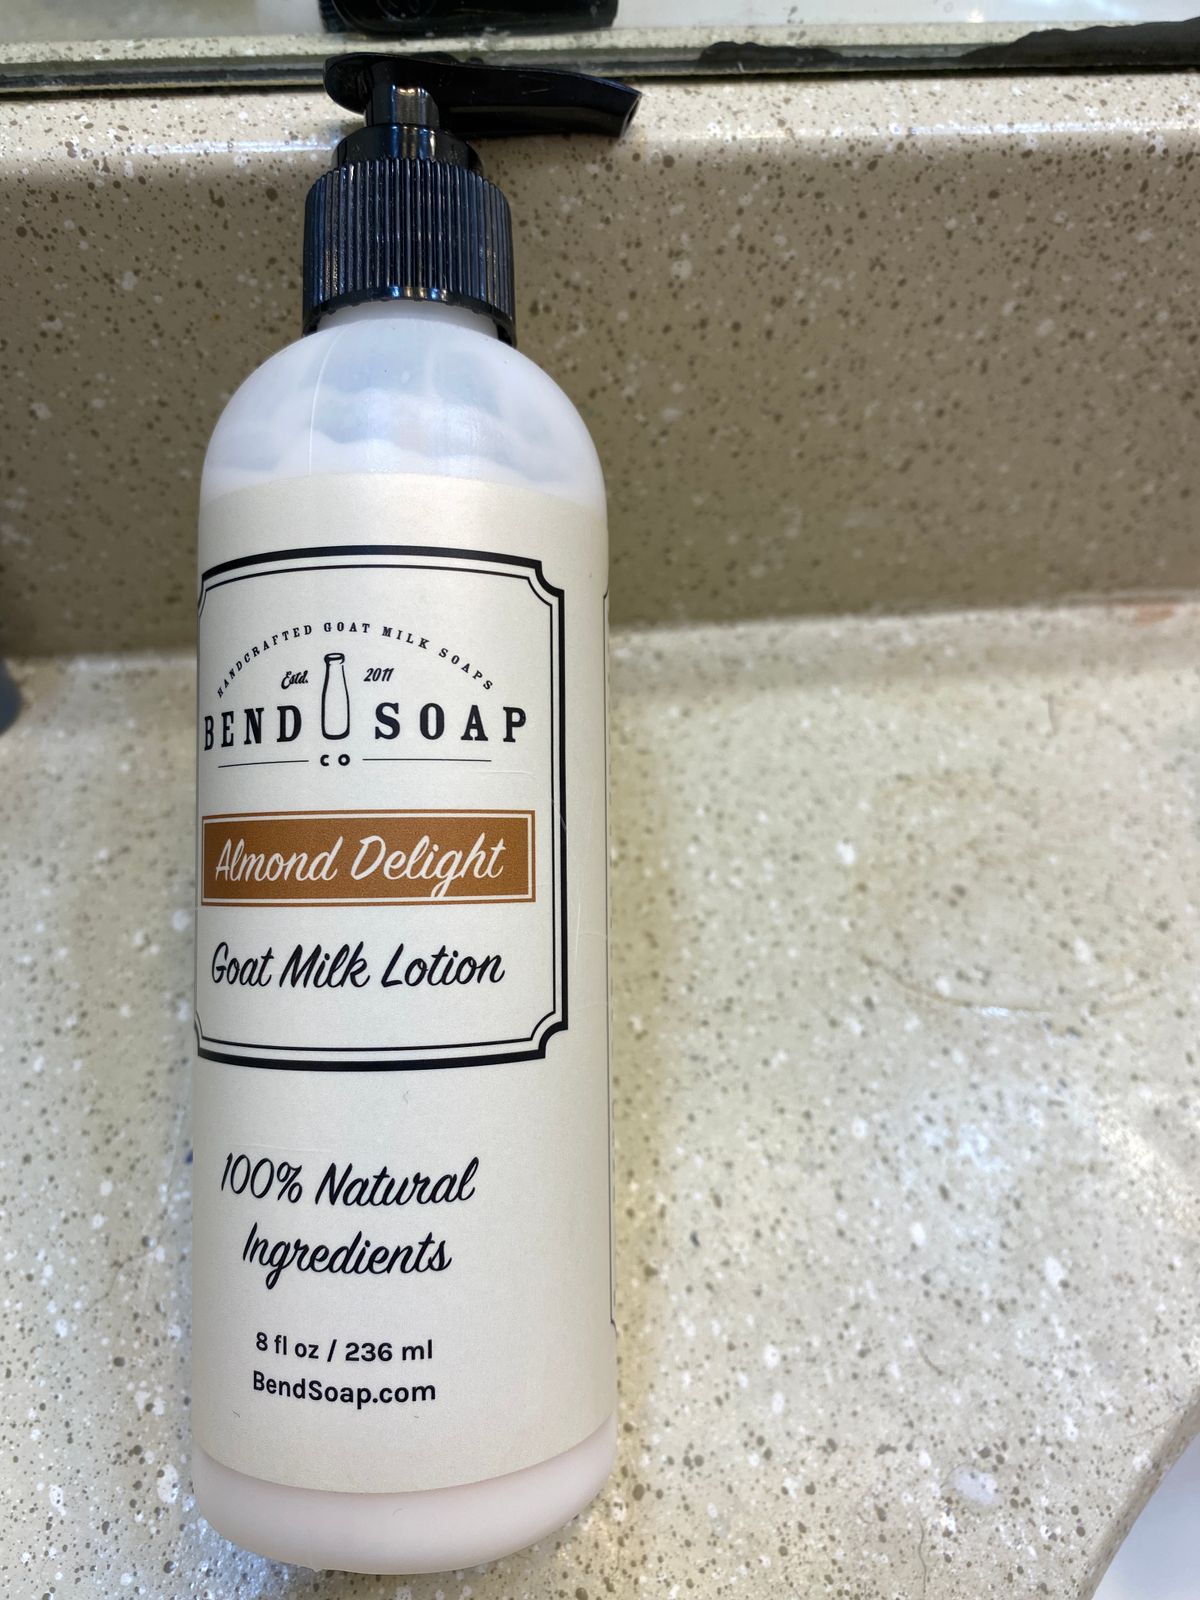 HANDCRAFTED GOAT MILK SOAPS
Estd. 2011
BEND SOAP
CO
Almond Delight
Goat Milk Lotion
100% Natural
Ingredients
8 fl oz / 236 ml
BendSoap.com